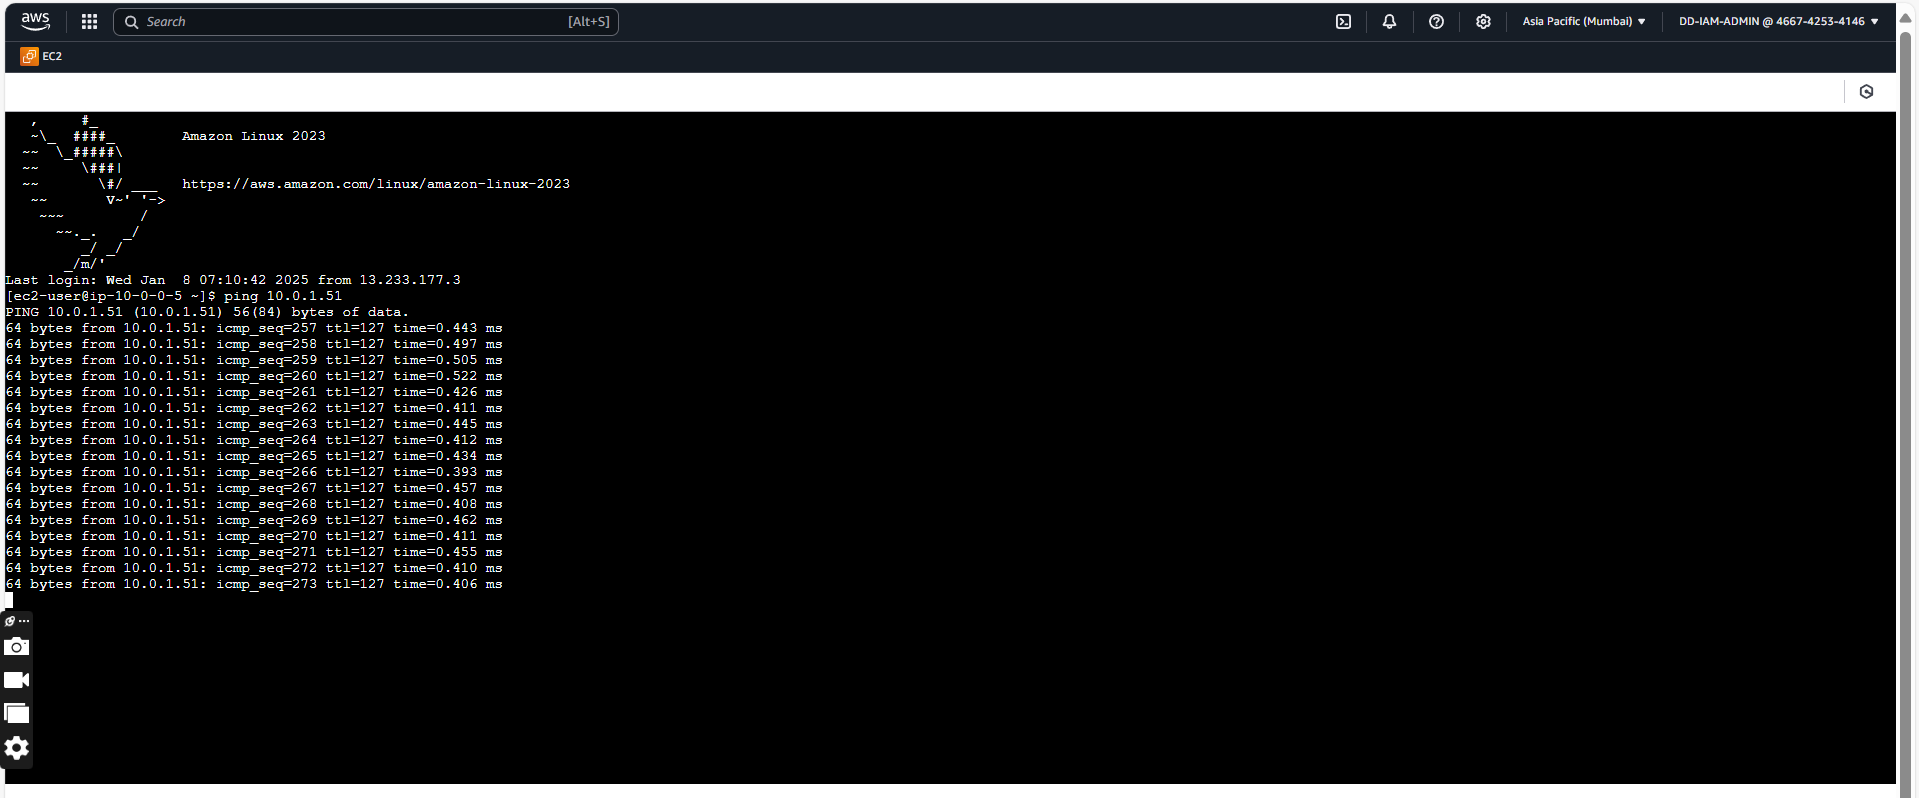 aws
Search
[Alt+S]
Asia Pacific (Mumbai) ▼
DD-IAM-ADMIN @ 4667-4253-4146 ▼
EC2
   ,     #_
   ~\_  ####_        Amazon Linux 2023
  ~~  \_#####\
  ~~     \###|
  ~~       \#/ ___   https://aws.amazon.com/linux/amazon-linux-2023
   ~~       V~' '->
    ~~~         /
      ~~._.   _/
         _/ _/
       _/m/'
Last login: Wed Jan  8 07:10:42 2025 from 13.233.177.3
[ec2-user@ip-10-0-0-5 ~]$ ping 10.0.1.51
PING 10.0.1.51 (10.0.1.51) 56(84) bytes of data.
64 bytes from 10.0.1.51: icmp_seq=257 ttl=127 time=0.443 ms
64 bytes from 10.0.1.51: icmp_seq=258 ttl=127 time=0.497 ms
64 bytes from 10.0.1.51: icmp_seq=259 ttl=127 time=0.505 ms
64 bytes from 10.0.1.51: icmp_seq=260 ttl=127 time=0.522 ms
64 bytes from 10.0.1.51: icmp_seq=261 ttl=127 time=0.426 ms
64 bytes from 10.0.1.51: icmp_seq=262 ttl=127 time=0.411 ms
64 bytes from 10.0.1.51: icmp_seq=263 ttl=127 time=0.445 ms
64 bytes from 10.0.1.51: icmp_seq=264 ttl=127 time=0.412 ms
64 bytes from 10.0.1.51: icmp_seq=265 ttl=127 time=0.434 ms
64 bytes from 10.0.1.51: icmp_seq=266 ttl=127 time=0.393 ms
64 bytes from 10.0.1.51: icmp_seq=267 ttl=127 time=0.457 ms
64 bytes from 10.0.1.51: icmp_seq=268 ttl=127 time=0.408 ms
64 bytes from 10.0.1.51: icmp_seq=269 ttl=127 time=0.462 ms
64 bytes from 10.0.1.51: icmp_seq=270 ttl=127 time=0.411 ms
64 bytes from 10.0.1.51: icmp_seq=271 ttl=127 time=0.455 ms
64 bytes from 10.0.1.51: icmp_seq=272 ttl=127 time=0.410 ms
64 bytes from 10.0.1.51: icmp_seq=273 ttl=127 time=0.406 ms